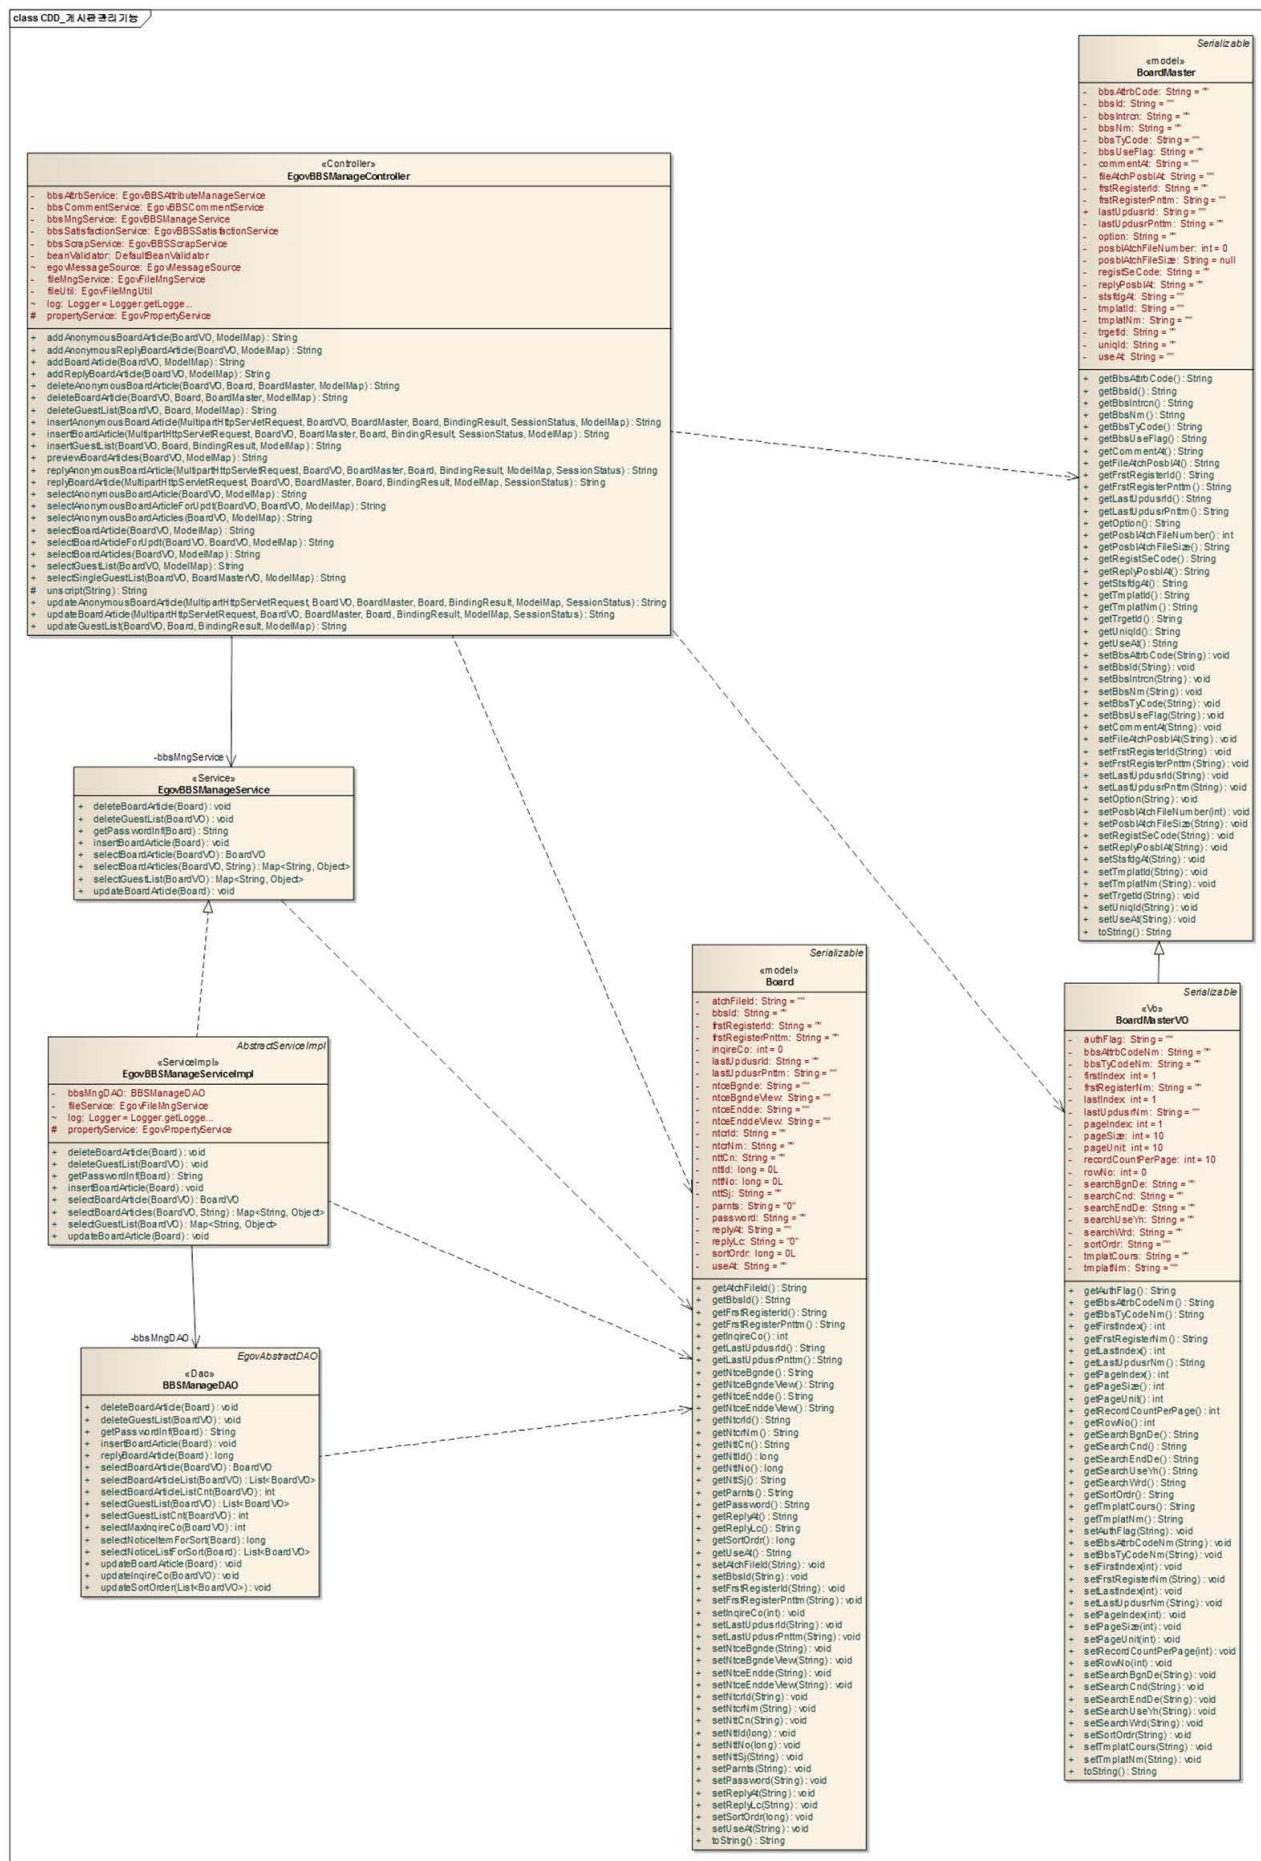 class CDD_게시판관리기능
«Controller»
EgovBBSManageController
- bbsAttrbService: EgovBBSAttributeManageService
- bbsCommentService: EgovBBSCommentService
- bbsMngService: EgovBBSManageService
- bbsSatisfactionService: EgovBBSSatisfactionService
- bbsScrapService: EgovBBSScrapService
- beanValidator: DefaultBeanValidator
~ egovMessageSource: EgovMessageSource
- fileMngService: EgovFileMngService
- fileUtil: EgovFileMngUtil
~ log: Logger = Logger.getLogge...
# propertyService: EgovPropertyService
+ addAnonymousBoardArticle(BoardVO, ModelMap) : String
+ addAnonymousReplyBoardArticle(BoardVO, ModelMap) : String
+ addBoardArticle(BoardVO, ModelMap) : String
+ addReplyBoardArticle(BoardVO, ModelMap) : String
+ deleteAnonymousBoardArticle(BoardVO, Board, BoardMaster, ModelMap) : String
+ deleteBoardArticle(BoardVO, Board, BoardMaster, ModelMap) : String
+ deleteGuestList(BoardVO, Board, ModelMap) : String
+ insertAnonymousBoardArticle(MultipartHttpServletRequest, BoardVO, BoardMaster, Board, BindingResult, SessionStatus, ModelMap) : String
+ insertBoardArticle(MultipartHttpServletRequest, BoardVO, BoardMaster, Board, BindingResult, SessionStatus, ModelMap) : String
+ insertGuestList(BoardVO, Board, BindingResult, ModelMap) : String
+ previewBoardArticles(BoardVO, ModelMap) : String
+ replyAnonymousBoardArticle(MultipartHttpServletRequest, BoardVO, BoardMaster, Board, BindingResult, ModelMap, SessionStatus) : String
+ replyBoardArticle(MultipartHttpServletRequest, BoardVO, BoardMaster, Board, BindingResult, ModelMap, SessionStatus) : String
+ selectAnonymousBoardArticle(BoardVO, ModelMap) : String
+ selectAnonymousBoardArticleForUpdt(BoardVO, BoardVO, ModelMap) : String
+ selectAnonymousBoardArticles(BoardVO, ModelMap) : String
+ selectBoardArticle(BoardVO, ModelMap) : String
+ selectBoardArticleForUpdt(BoardVO, BoardVO, ModelMap) : String
+ selectBoardArticles(BoardVO, ModelMap) : String
+ selectGuestList(BoardVO, ModelMap) : String
+ selectSingleGuestList(BoardVO, BoardMasterVO, ModelMap) : String
# unscript(String) : String
+ updateAnonymousBoardArticle(MultipartHttpServletRequest, BoardVO, BoardMaster, Board, BindingResult, ModelMap, SessionStatus) : String
+ updateBoardArticle(MultipartHttpServletRequest, BoardVO, BoardMaster, Board, BindingResult, ModelMap, SessionStatus) : String
+ updateGuestList(BoardVO, Board, BindingResult, ModelMap) : String
Serializable
«model»
BoardMaster
- bbsAttrbCode: String = ""
- bbsId: String = ""
- bbsIntrcn: String = ""
- bbsNm: String = ""
- bbsTyCode: String = ""
- bbsUseFlag: String = ""
- commentAt: String = ""
- fileAtchPosblAt: String = ""
- frstRegisterId: String = ""
- frstRegisterPnttm: String = ""
+ lastUpdusrId: String = ""
- lastUpdusrPnttm: String = ""
- option: String = ""
- posblAtchFileNumber: int = 0
- posblAtchFileSize: String = null
- registSeCode: String = ""
- replyPosblAt: String = ""
- stsfdgAt: String = ""
- tmplatId: String = ""
- tmplatNm: String = ""
- trgetId: String = ""
- uniqId: String = ""
- useAt: String = ""
+ getBbsAttrbCode() : String
+ getBbsId() : String
+ getBbsIntrcn() : String
+ getBbsNm() : String
+ getBbsTyCode() : String
+ getBbsUseFlag() : String
+ getCommentAt() : String
+ getFileAtchPosblAt() : String
+ getFrstRegisterId() : String
+ getFrstRegisterPnttm() : String
+ getLastUpdusrId() : String
+ getLastUpdusrPnttm() : String
+ getOption() : String
+ getPosblAtchFileNumber() : int
+ getPosblAtchFileSize() : String
+ getRegistSeCode() : String
+ getReplyPosblAt() : String
+ getStsfdgAt() : String
+ getTmplatId() : String
+ getTmplatNm() : String
+ getTrgetId() : String
+ getUniqId() : String
+ getUseAt() : String
+ setBbsAttrbCode(String) : void
+ setBbsId(String) : void
+ setBbsIntrcn(String) : void
+ setBbsNm(String) : void
+ setBbsTyCode(String) : void
+ setBbsUseFlag(String) : void
+ setCommentAt(String) : void
+ setFileAtchPosblAt(String) : void
+ setFrstRegisterId(String) : void
+ setFrstRegisterPnttm(String) : void
+ setLastUpdusrId(String) : void
+ setLastUpdusrPnttm(String) : void
+ setOption(String) : void
+ setPosblAtchFileNumber(int) : void
+ setPosblAtchFileSize(String) : void
+ setRegistSeCode(String) : void
+ setReplyPosblAt(String) : void
+ setStsfdgAt(String) : void
+ setTmplatId(String) : void
+ setTmplatNm(String) : void
+ setTrgetId(String) : void
+ setUniqId(String) : void
+ setUseAt(String) : void
+ toString() : String
-bbsMngService
«Service»
EgovBBSManageService
+ deleteBoardArticle(Board) : void
+ deleteGuestList(BoardVO) : void
+ getPasswordInf(Board) : String
+ insertBoardArticle(Board) : void
+ selectBoardArticle(BoardVO) : BoardVO
+ selectBoardArticles(BoardVO, String) : Map<String, Object>
+ selectGuestList(BoardVO) : Map<String, Object>
+ updateBoardArticle(Board) : void
AbstractServiceImpl
«ServiceImpl»
EgovBBSManageServiceImpl
- bbsMngDAO: BBSManageDAO
- fileService: EgovFileMngService
~ log: Logger = Logger.getLogge...
# propertyService: EgovPropertyService
+ deleteBoardArticle(Board) : void
+ deleteGuestList(BoardVO) : void
+ getPasswordInf(Board) : String
+ insertBoardArticle(Board) : void
+ selectBoardArticle(BoardVO) : BoardVO
+ selectBoardArticles(BoardVO, String) : Map<String, Object>
+ selectGuestList(BoardVO) : Map<String, Object>
+ updateBoardArticle(Board) : void
-bbsMngDAO
EgovAbstractDAO
«Dao»
BBSManageDAO
+ deleteBoardArticle(Board) : void
+ deleteGuestList(BoardVO) : void
+ getPasswordInf(Board) : String
+ insertBoardArticle(Board) : void
+ replyBoardArticle(Board) : long
+ selectBoardArticle(BoardVO) : BoardVO
+ selectBoardArticleList(BoardVO) : List<BoardVO>
+ selectBoardArticleListCnt(BoardVO) : int
+ selectGuestList(BoardVO) : List<BoardVO>
+ selectGuestListCnt(BoardVO) : int
+ selectMaxInqireCo(BoardVO) : int
+ selectNoticeItemForSort(Board) : long
+ selectNoticeListForSort(Board) : List<BoardVO>
+ updateBoardArticle(Board) : void
+ updateInqireCo(BoardVO) : void
+ updateSortOrder(List<BoardVO>) : void
Serializable
«model»
Board
- atchFileId: String = ""
- bbsId: String = ""
- frstRegisterId: String = ""
- frstRegisterPnttm: String = ""
- inqireCo: int = 0
- lastUpdusrId: String = ""
- lastUpdusrPnttm: String = ""
- ntceBgnde: String = ""
- ntceBgndeView: String = ""
- ntceEndde: String = ""
- ntceEnddeView: String = ""
- ntcrId: String = ""
- ntcrNm: String = ""
- nttCn: String = ""
- nttId: long = 0L
- nttNo: long = 0L
- nttSj: String = ""
- parnts: String = "0"
- password: String = ""
- replyAt: String = ""
- replyLc: String = "0"
- sortOrdr: long = 0L
- useAt: String = ""
+ getAtchFileId() : String
+ getBbsId() : String
+ getFrstRegisterId() : String
+ getFrstRegisterPnttm() : String
+ getInqireCo() : int
+ getLastUpdusrId() : String
+ getLastUpdusrPnttm() : String
+ getNtceBgnde() : String
+ getNtceBgndeView() : String
+ getNtceEndde() : String
+ getNtceEnddeView() : String
+ getNtcrId() : String
+ getNtcrNm() : String
+ getNttCn() : String
+ getNttId() : long
+ getNttNo() : long
+ getNttSj() : String
+ getParnts() : String
+ getPassword() : String
+ getReplyAt() : String
+ getReplyLc() : String
+ getSortOrdr() : long
+ getUseAt() : String
+ setAtchFileId(String) : void
+ setBbsId(String) : void
+ setFrstRegisterId(String) : void
+ setFrstRegisterPnttm(String) : void
+ setInqireCo(int) : void
+ setLastUpdusrId(String) : void
+ setLastUpdusrPnttm(String) : void
+ setNtceBgnde(String) : void
+ setNtceBgndeView(String) : void
+ setNtceEndde(String) : void
+ setNtceEnddeView(String) : void
+ setNtcrId(String) : void
+ setNtcrNm(String) : void
+ setNttCn(String) : void
+ setNttId(long) : void
+ setNttNo(long) : void
+ setNttSj(String) : void
+ setParnts(String) : void
+ setPassword(String) : void
+ setReplyAt(String) : void
+ setReplyLc(String) : void
+ setSortOrdr(long) : void
+ setUseAt(String) : void
+ toString() : String
Serializable
«Vo»
BoardMasterVO
- authFlag: String = ""
- bbsAttrbCodeNm: String = ""
- bbsTyCodeNm: String = ""
- firstIndex: int = 1
- frstRegisterNm: String = ""
- lastIndex: int = 1
- lastUpdusrNm: String = ""
- pageIndex: int = 1
- pageSize: int = 10
- pageUnit: int = 10
- recordCountPerPage: int = 10
- rowNo: int = 0
- searchBgnDe: String = ""
- searchCnd: String = ""
- searchEndDe: String = ""
- searchUseYn: String = ""
- searchWrd: String = ""
- sortOrdr: String = ""
- tmplatCours: String = ""
- tmplatNm: String = ""
+ getAuthFlag() : String
+ getBbsAttrbCodeNm() : String
+ getBbsTyCodeNm() : String
+ getFirstIndex() : int
+ getFrstRegisterNm() : String
+ getLastIndex() : int
+ getLastUpdusrNm() : String
+ getPageIndex() : int
+ getPageSize() : int
+ getPageUnit() : int
+ getRecordCountPerPage() : int
+ getRowNo() : int
+ getSearchBgnDe() : String
+ getSearchCnd() : String
+ getSearchEndDe() : String
+ getSearchUseYn() : String
+ getSearchWrd() : String
+ getSortOrdr() : String
+ getTmplatCours() : String
+ getTmplatNm() : String
+ setAuthFlag(String) : void
+ setBbsAttrbCodeNm(String) : void
+ setBbsTyCodeNm(String) : void
+ setFirstIndex(int) : void
+ setFrstRegisterNm(String) : void
+ setLastIndex(int) : void
+ setLastUpdusrNm(String) : void
+ setPageIndex(int) : void
+ setPageSize(int) : void
+ setPageUnit(int) : void
+ setRecordCountPerPage(int) : void
+ setRowNo(int) : void
+ setSearchBgnDe(String) : void
+ setSearchCnd(String) : void
+ setSearchEndDe(String) : void
+ setSearchUseYn(String) : void
+ setSearchWrd(String) : void
+ setSortOrdr(String) : void
+ setTmplatCours(String) : void
+ setTmplatNm(String) : void
+ toString() : String